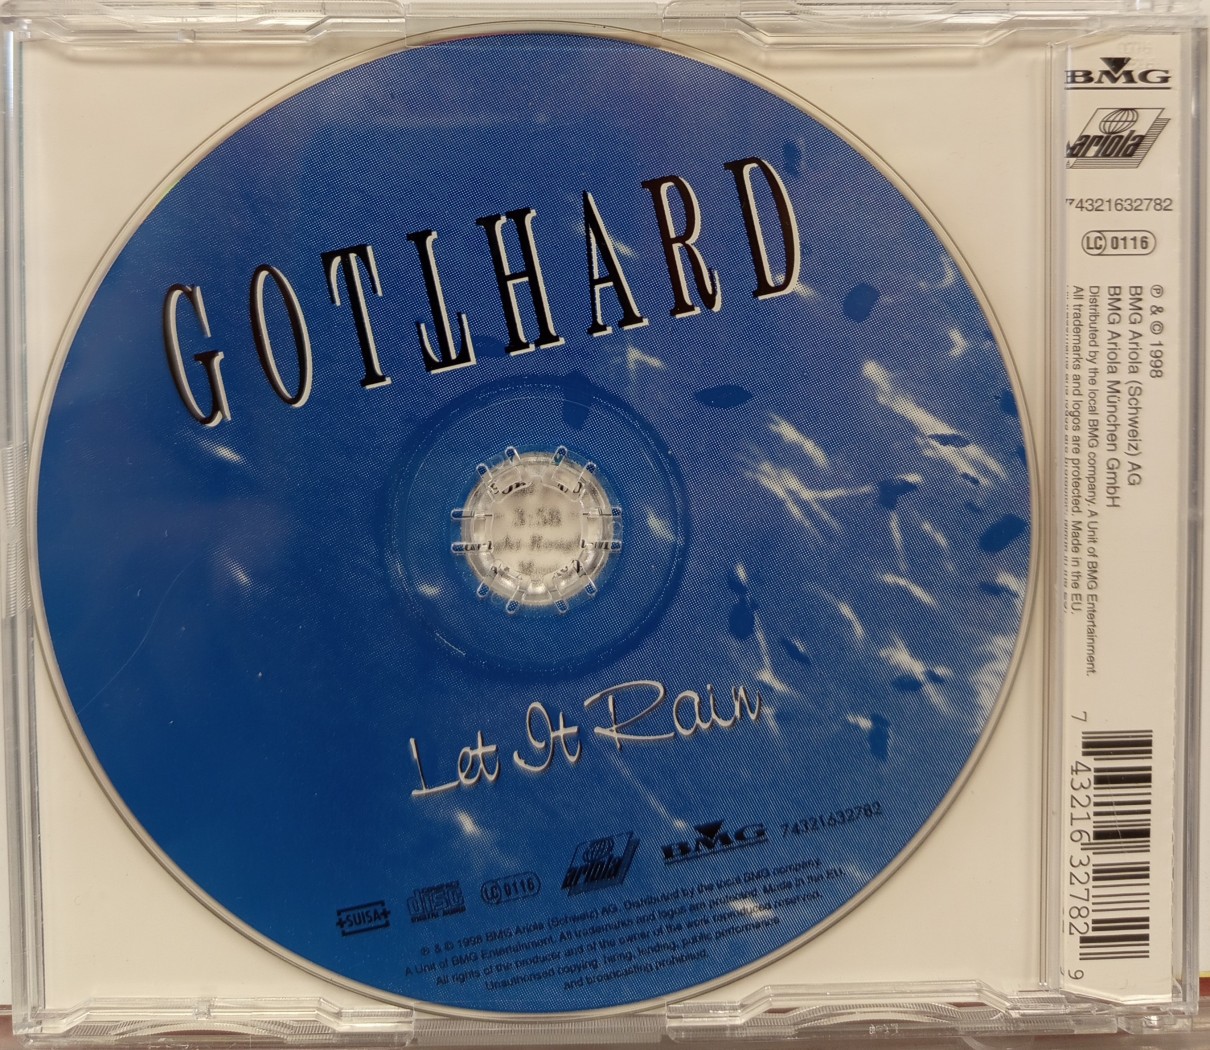 GOTTHARD
3:58
Let It Rain
SUISA
COMPACT
disc
DIGITAL AUDIO
LC 0116
ariola
BMG 74321632782
℗ & © 1998 BMG Ariola (Schweiz) AG. Distributed by the local BMG company.
A Unit of BMG Entertainment. All trademarks and logos are protected. Made in the EU.
All rights of the producer and of the owner of the work reproduced reserved.
Unauthorised copying, hiring, lending, public performance
and broadcasting prohibited.
BMG
ariola
74321632782
LC 0116
℗ & © 1998
BMG Ariola (Schweiz) AG
BMG Ariola München GmbH
Distributed by the local BMG company. A Unit of BMG Entertainment.
All trademarks and logos are protected. Made in the EU.
7 43216 32782 9